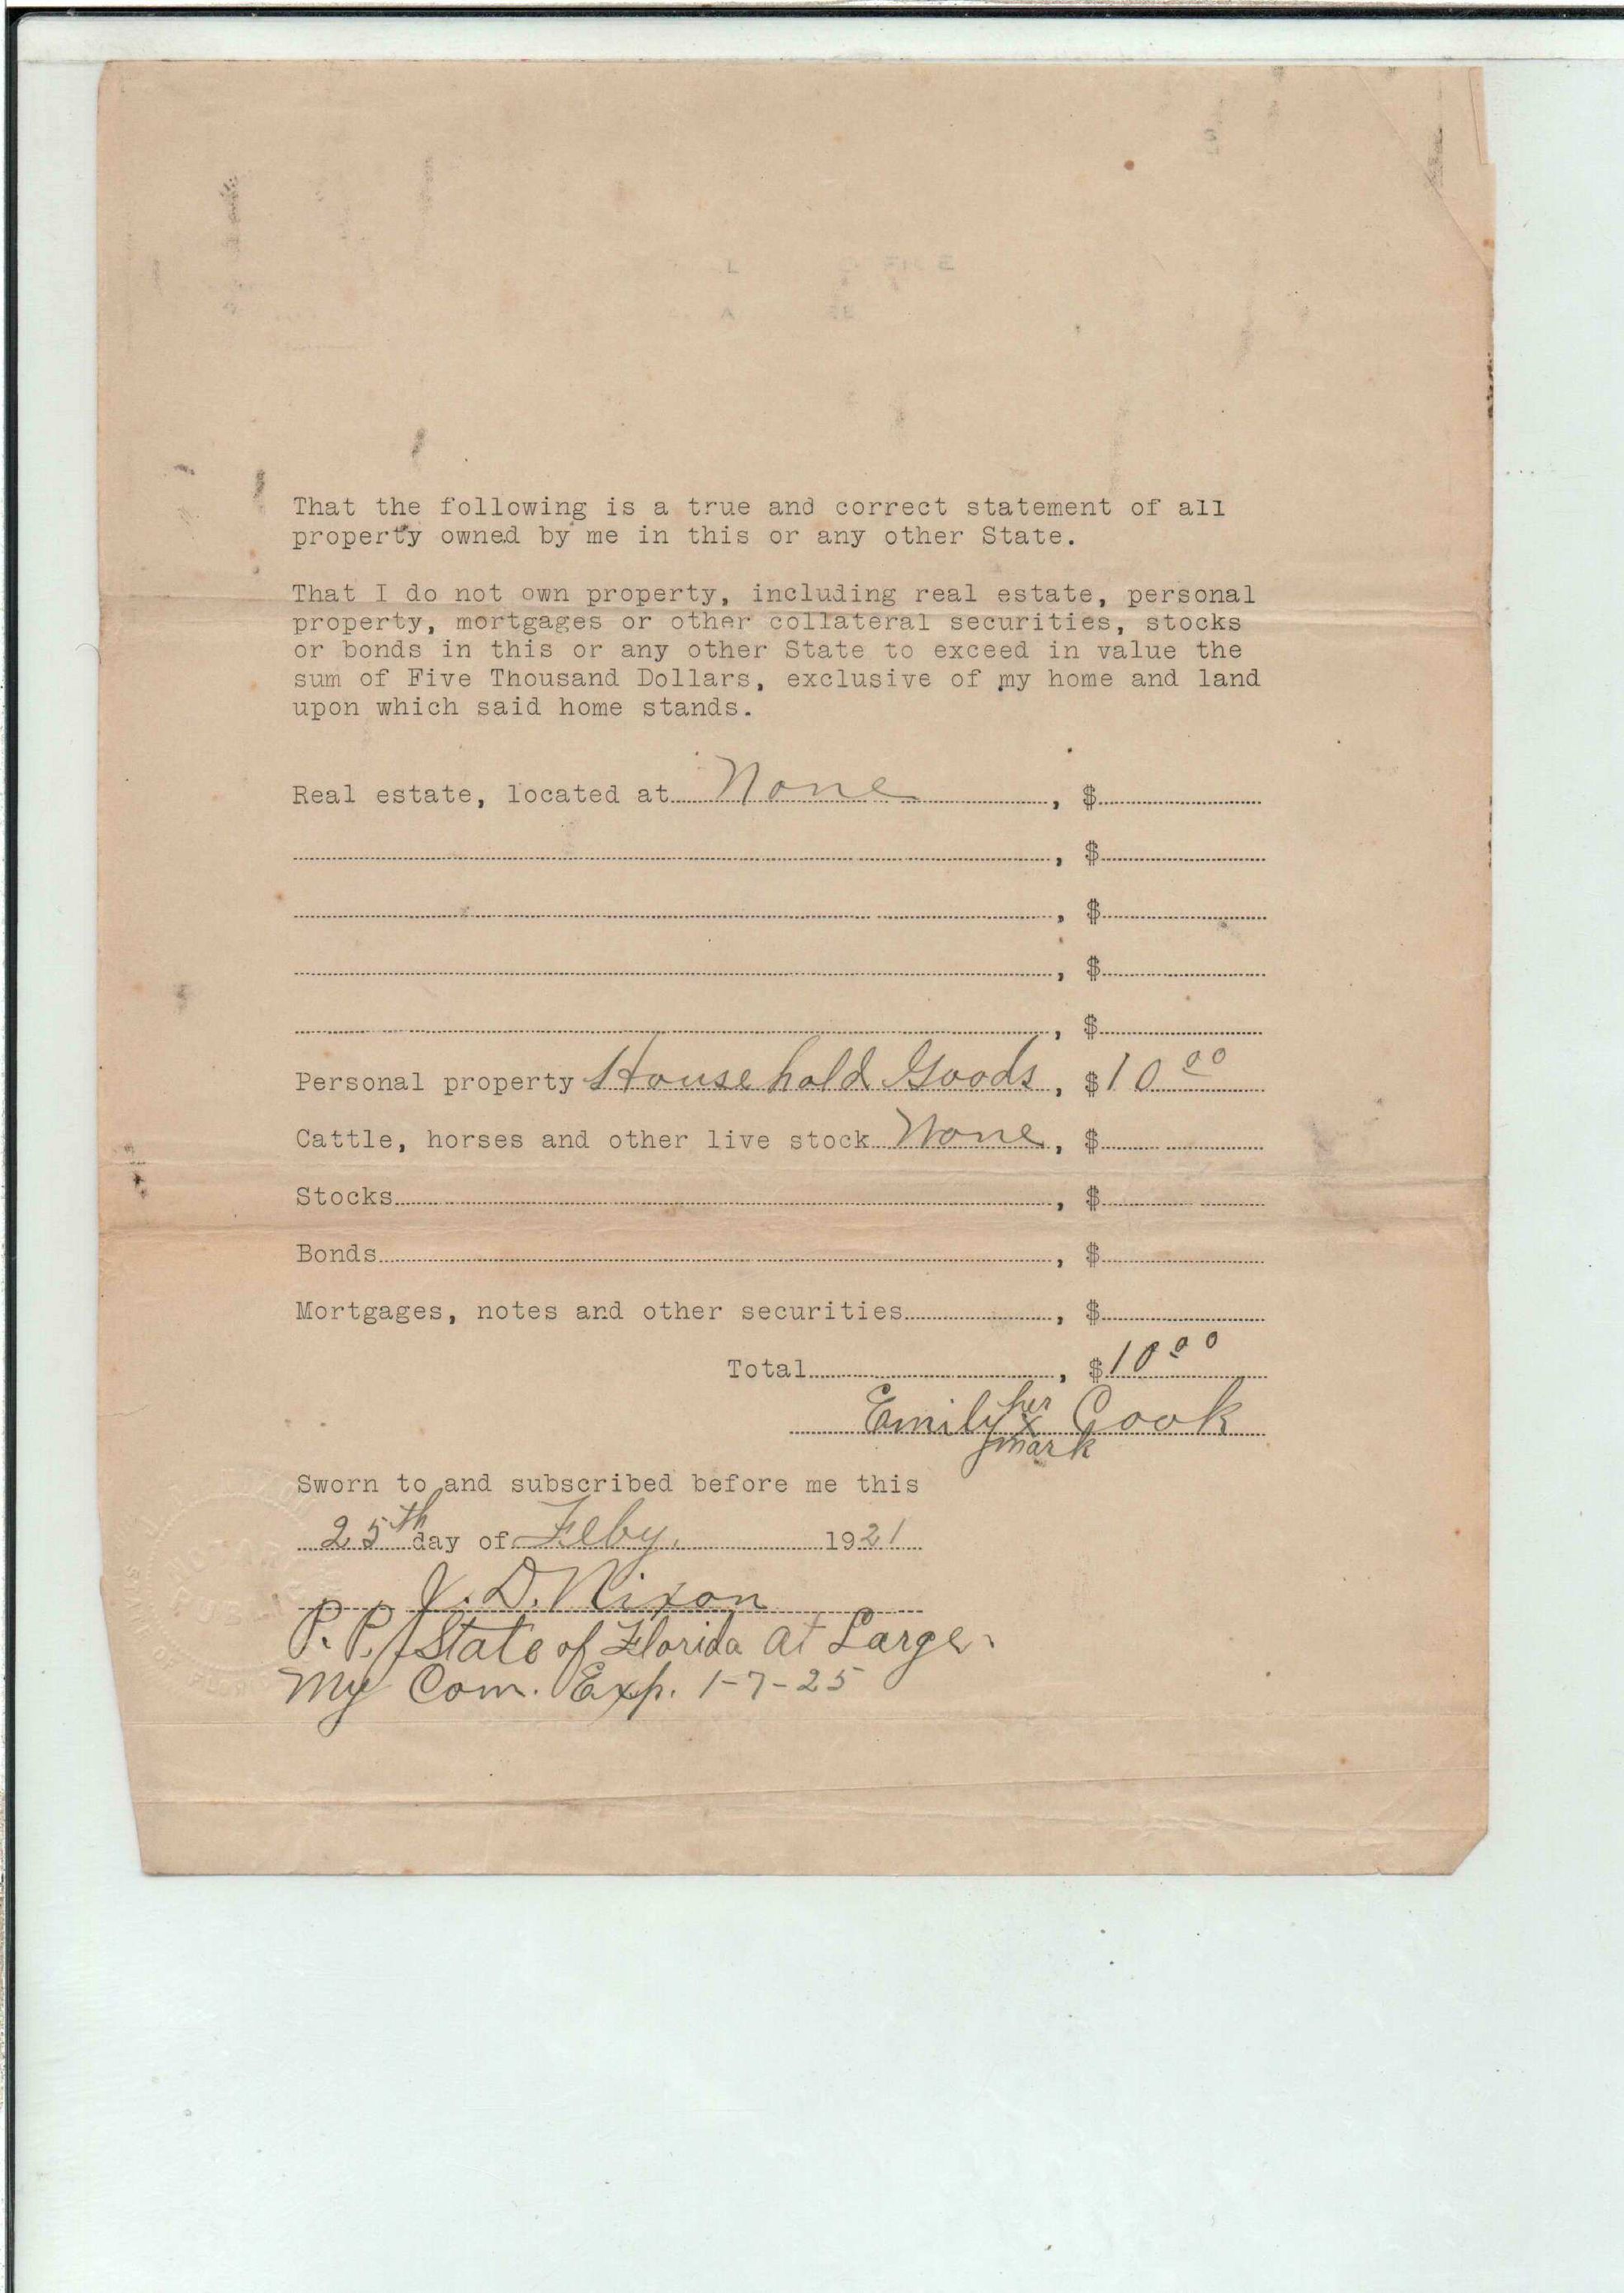 That the following is a true and correct statement of all
property owned by me in this or any other State.
That I do not own property, including real estate, personal
property, mortgages or other collateral securities, stocks
or bonds in this or any other State to exceed in value the
sum of Five Thousand Dollars, exclusive of my home and land
upon which said home stands.
Real estate, located at None , $
, $
, $
, $
, $
Personal property Household Goods , $ 10 00
Cattle, horses and other live stock None , $
Stocks , $
Bonds , $
Mortgages, notes and other securities , $
Total , $ 10 00
her
Emily x Cook
mark
Sworn to and subscribed before me this
25th day of Feby. 1921
J. D. Nixon
State of Florida at Large.
My Com. Exp. 1-7-25
STATE OF FLORIDA